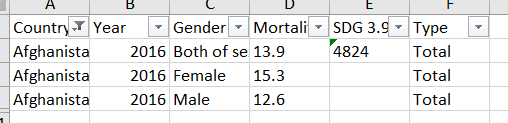 A B C D E F
Country Year Gender Mortali SDG 3.9 Type
Afghanista 2016 Both of se 13.9 4824 Total
Afghanista 2016 Female 15.3 Total
Afghanista 2016 Male 12.6 Total